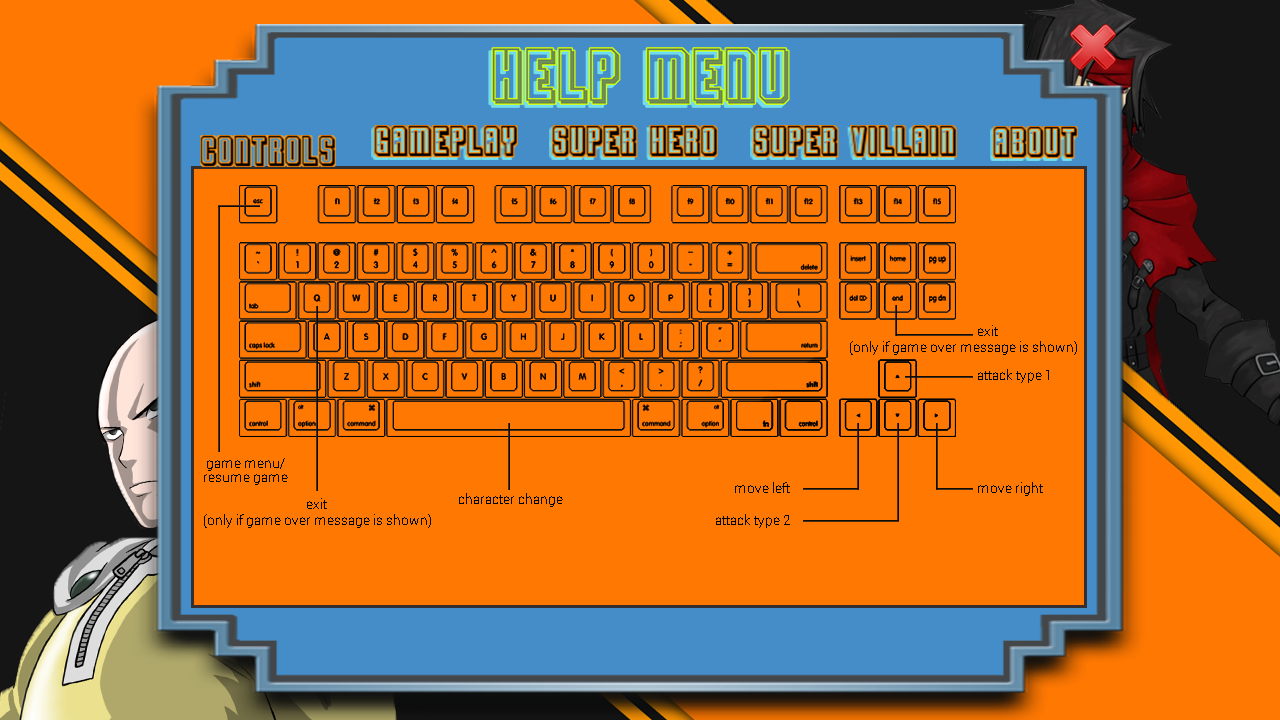 HELP MENU
CONTROLS GAMEPLAY SUPER HERO SUPER VILLAIN ABOUT
esc f1 f2 f3 f4 f5 f6 f7 f8 f9 f10 f11 f12 f13 f14 f15
~ ! @ # $ % ^ & * ( ) - +
` 1 2 3 4 5 6 7 8 9 0 - = delete insert home pg up
tab Q W E R T Y U I O P { [ } ] | \ del end pg dn
caps lock A S D F G H J K L : ; " ' return
exit
(only if game over message is shown)
shift Z X C V B N M < , > . ? / shift
attack type 1
control alt option ⌘ command ⌘ command alt option fn control
game menu/
resume game
exit
(only if game over message is shown)
character change
move left
move right
attack type 2